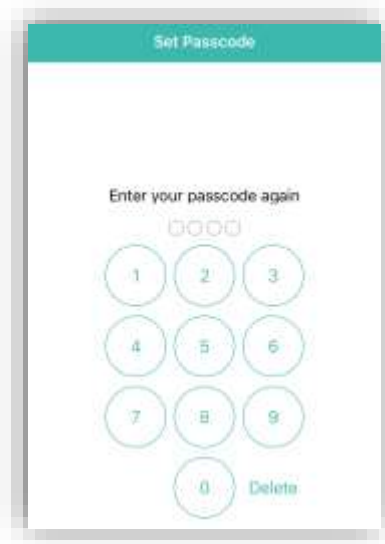 Set Passcode
Enter your passcode again
1 2 3
4 5 6
7 8 9
0 Delete